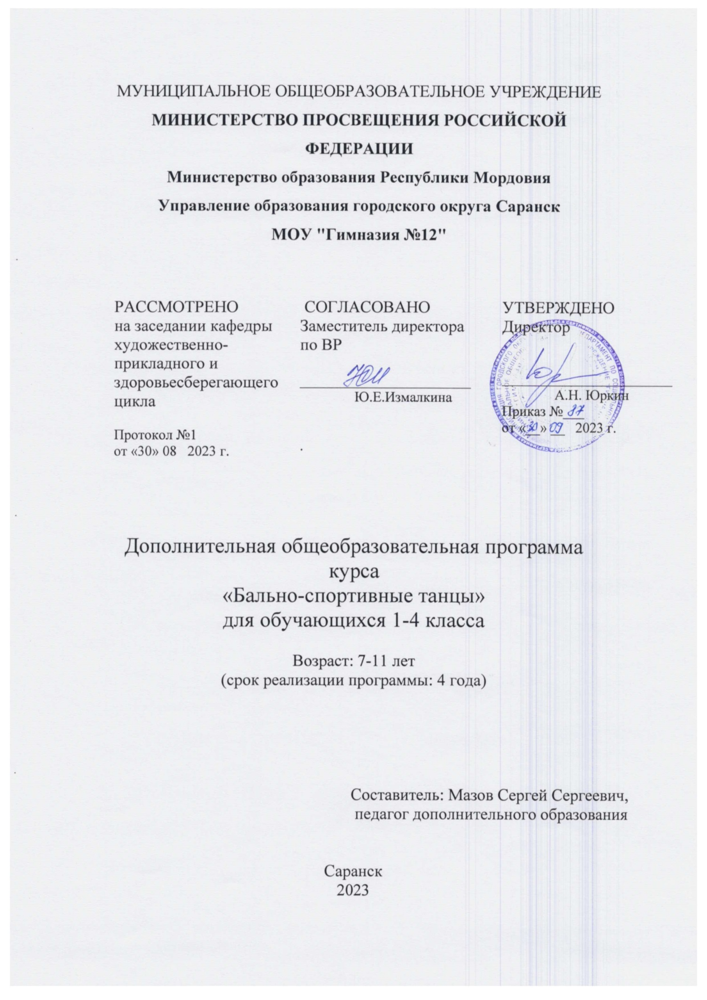 МУНИЦИПАЛЬНОЕ ОБЩЕОБРАЗОВАТЕЛЬНОЕ УЧРЕЖДЕНИЕ
МИНИСТЕРСТВО ПРОСВЕЩЕНИЯ РОССИЙСКОЙ
ФЕДЕРАЦИИ
Министерство образования Республики Мордовия
Управление образования городского округа Саранск
МОУ "Гимназия №12"
РАССМОТРЕНО
на заседании кафедры
художественно-
прикладного и
здоровьесберегающего
цикла
Протокол №1
от «30» 08 2023 г.
СОГЛАСОВАНО
Заместитель директора
по ВР
Ю.Е.Измалкина
УТВЕРЖДЕНО
Директор
А.Н. Юркин
Приказ № 87
от «30» 09 2023 г.
Дополнительная общеобразовательная программа
курса
«Бально-спортивные танцы»
для обучающихся 1-4 класса
Возраст: 7-11 лет
(срок реализации программы: 4 года)
Составитель: Мазов Сергей Сергеевич,
педагог дополнительного образования
Саранск
2023